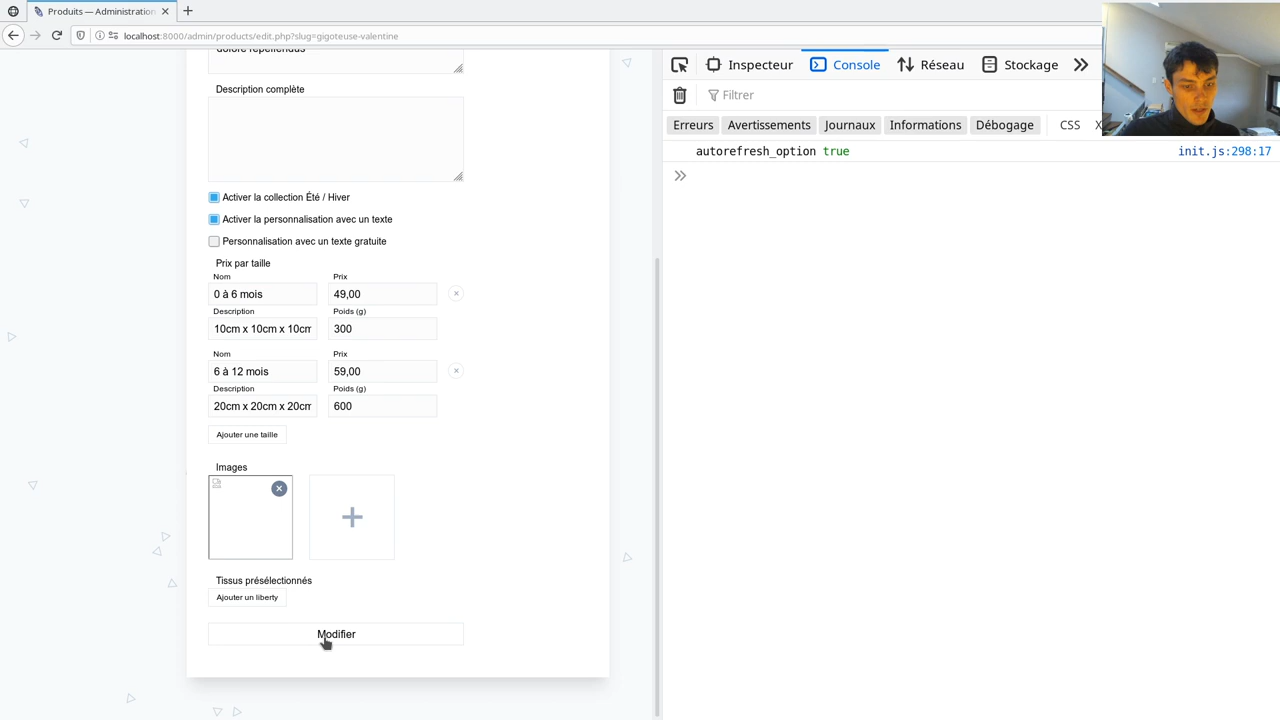 Produits — Administration
localhost:8000/admin/products/edit.php?slug=gigoteuse-valentine
dolore repellendus
Description complète
Activer la collection Été / Hiver
Activer la personnalisation avec un texte
Personnalisation avec un texte gratuite
Prix par taille
Nom Prix
0 à 6 mois 49,00
Description Poids (g)
10cm x 10cm x 10cm 300
Nom Prix
6 à 12 mois 59,00
Description Poids (g)
20cm x 20cm x 20cm 600
Ajouter une taille
Images
Tissus présélectionnés
Ajouter un liberty
Modifier
Inspecteur Console Réseau Stockage
Filtrer
Erreurs Avertissements Journaux Informations Débogage CSS X
autorefresh_option true init.js:298:17